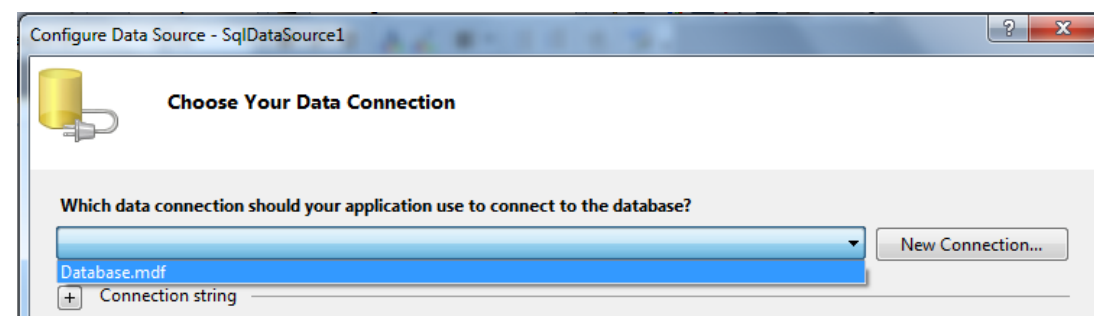 Configure Data Source - SqlDataSource1
? X
Choose Your Data Connection
Which data connection should your application use to connect to the database?
New Connection...
Database.mdf
+ Connection string